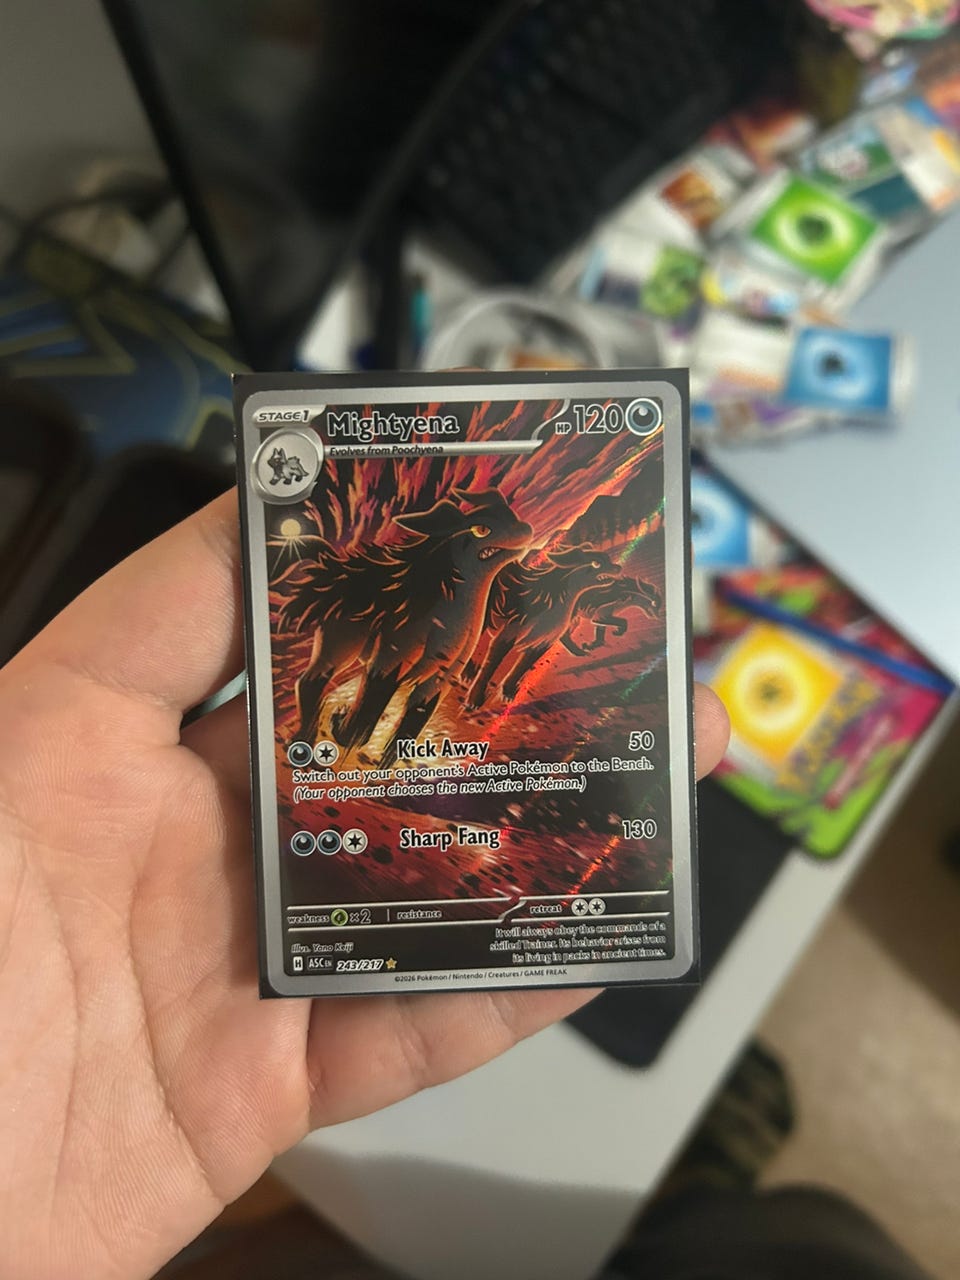 STAGE 1 Mightyena HP 120
Evolves from Poochyena
Kick Away 50
Switch out your opponent's Active Pokémon to the Bench.
(Your opponent chooses the new Active Pokémon.)
Sharp Fang 130
weakness ×2 resistance retreat
It will always obey the commands of a
skilled Trainer. Its behavior arises from
its living in packs in ancient times.
Illus. Yano Keiji
H ASC EN 243/217
©2026 Pokémon / Nintendo / Creatures / GAME FREAK